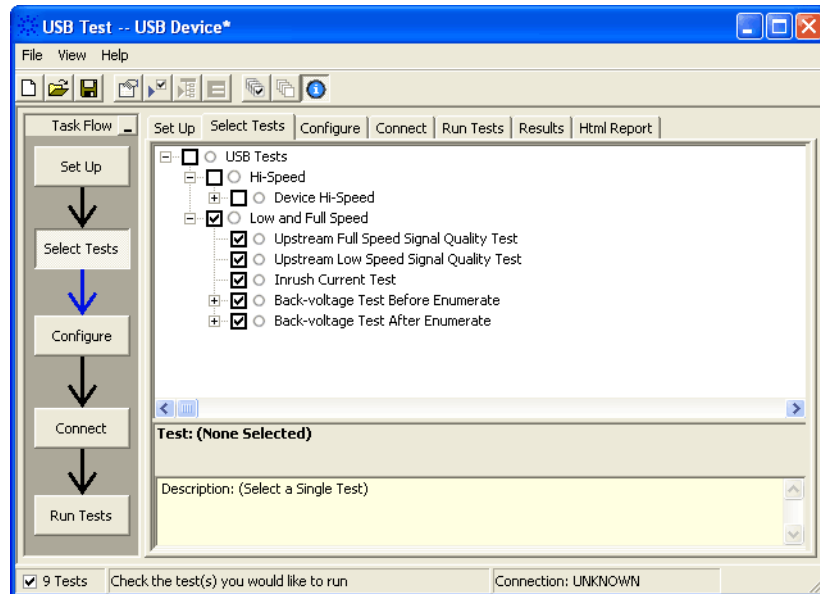 USB Test -- USB Device*
File View Help
Task Flow
Set Up Select Tests Configure Connect Run Tests Results Html Report
Set Up
Select Tests
Configure
Connect
Run Tests
USB Tests
Hi-Speed
Device Hi-Speed
Low and Full Speed
Upstream Full Speed Signal Quality Test
Upstream Low Speed Signal Quality Test
Inrush Current Test
Back-voltage Test Before Enumerate
Back-voltage Test After Enumerate
Test: (None Selected)
Description: (Select a Single Test)
9 Tests Check the test(s) you would like to run Connection: UNKNOWN